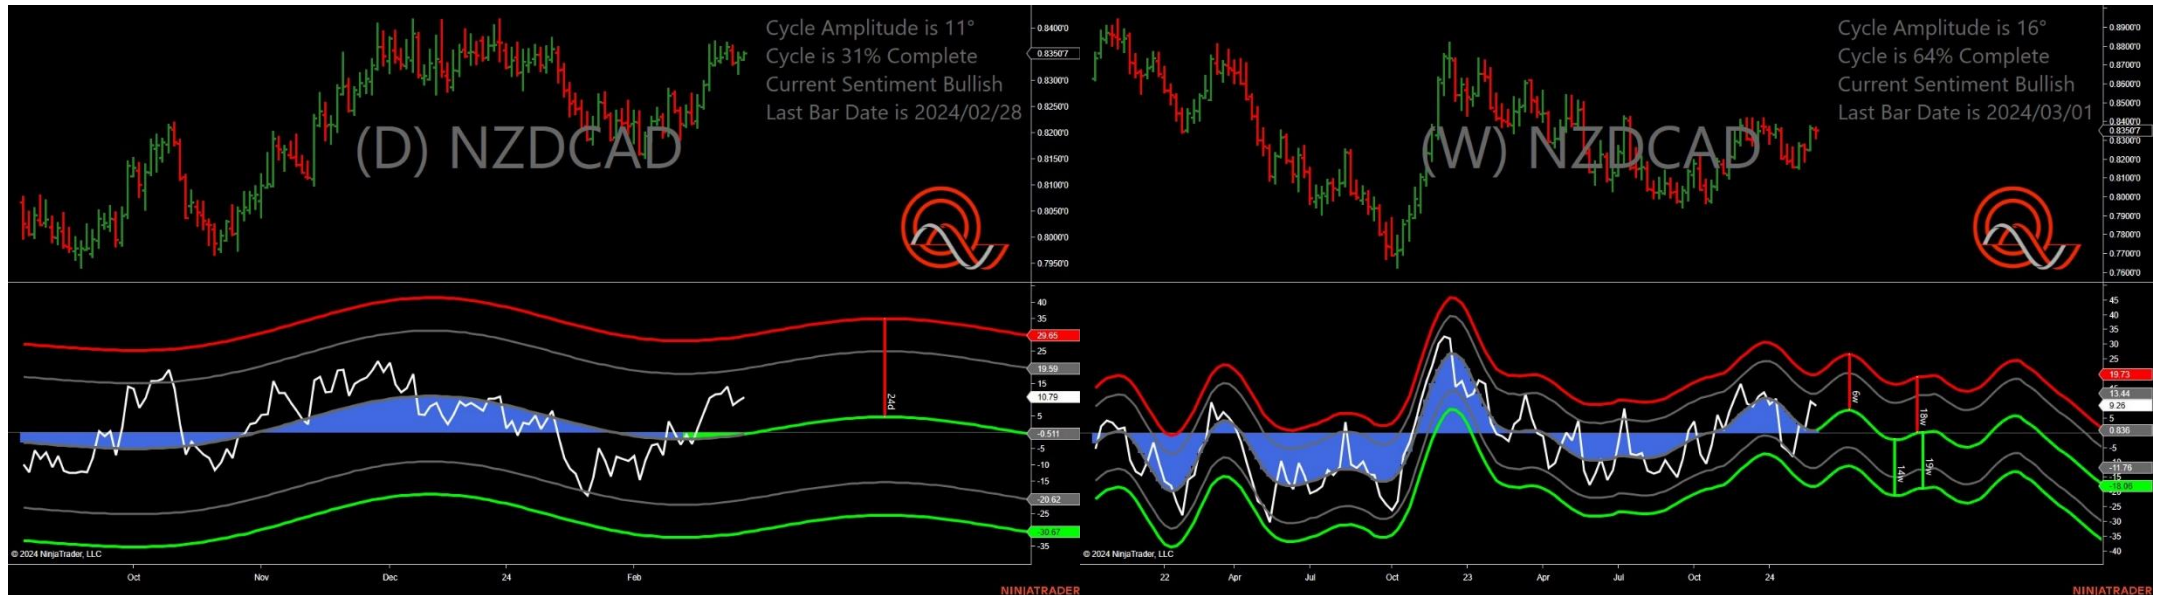 Cycle Amplitude is 11°
Cycle is 31% Complete
Current Sentiment Bullish
Last Bar Date is 2024/02/28
(D) NZDCAD
0.8400'0
0.8350'7
0.8300'0
0.8250'0
0.8200'0
0.8150'0
0.8100'0
0.8050'0
0.8000'0
0.7950'0
40
35
29.65
25
19.59
15
10.79
5
-0.511
-5
-10
-15
-20.62
-25
-30.67
-35
24d
© 2024 NinjaTrader, LLC
Oct Nov Dec 24 Feb
NINJATRADER
Cycle Amplitude is 16°
Cycle is 64% Complete
Current Sentiment Bullish
Last Bar Date is 2024/03/01
(W) NZDCAD
0.8900'0
0.8800'0
0.8700'0
0.8600'0
0.8500'0
0.8400'0
0.8350'7
0.8300'0
0.8200'0
0.8100'0
0.8000'0
0.7900'0
0.7800'0
0.7700'0
0.7600'0
45
40
35
30
25
19.73
13.44
9.26
5
0.836
-5
-11.76
-15
-18.06
-25
-30
-35
-40
6w
18w
14w
19w
© 2024 NinjaTrader, LLC
22 Apr Jul Oct 23 Apr Jul Oct 24
NINJATRADER